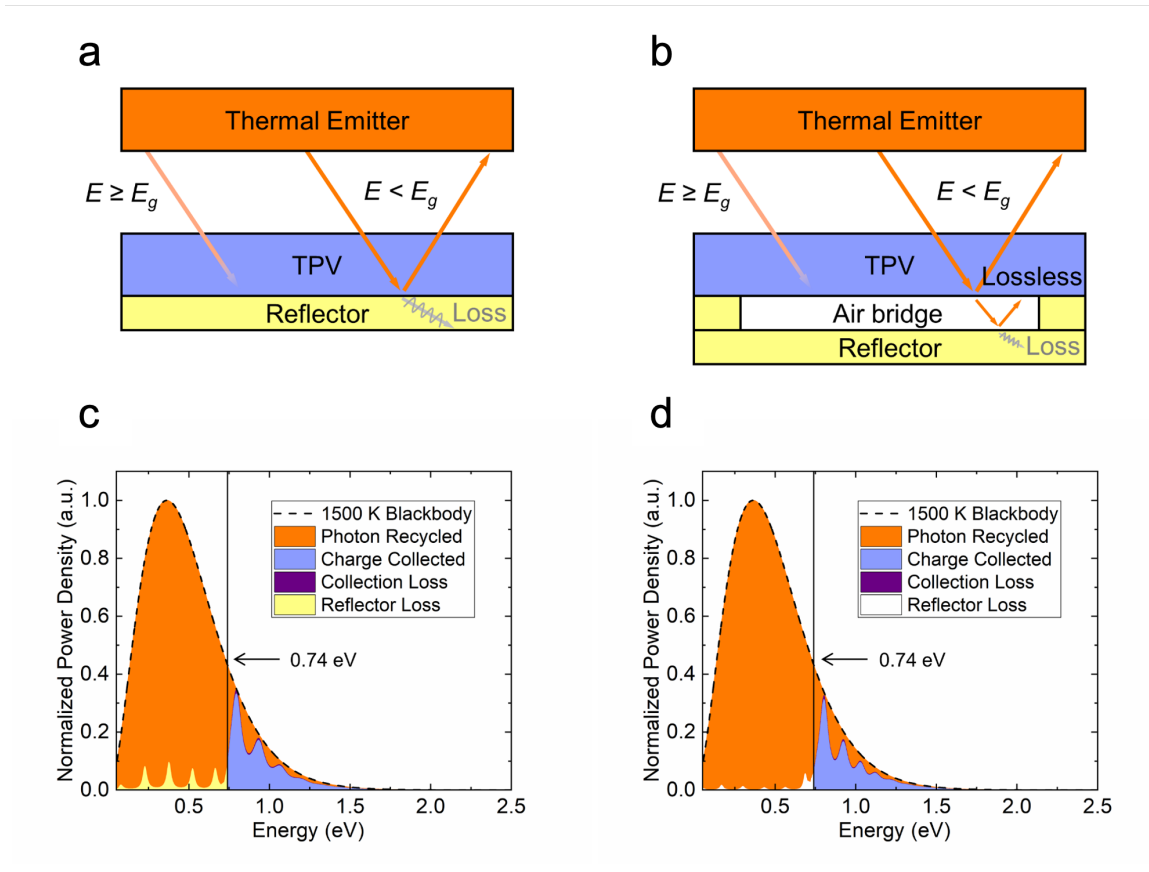 a
Thermal Emitter
E ≥ Eg
E < Eg
TPV
Reflector
Loss
b
Thermal Emitter
E ≥ Eg
E < Eg
TPV
Lossless
Air bridge
Reflector
Loss
c
Normalized Power Density (a.u.)
1.0
0.8
0.6
0.4
0.2
0.0
0.5
1.0
1.5
2.0
2.5
Energy (eV)
1500 K Blackbody
Photon Recycled
Charge Collected
Collection Loss
Reflector Loss
0.74 eV
d
Normalized Power Density (a.u.)
1.0
0.8
0.6
0.4
0.2
0.0
0.5
1.0
1.5
2.0
2.5
Energy (eV)
1500 K Blackbody
Photon Recycled
Charge Collected
Collection Loss
Reflector Loss
0.74 eV